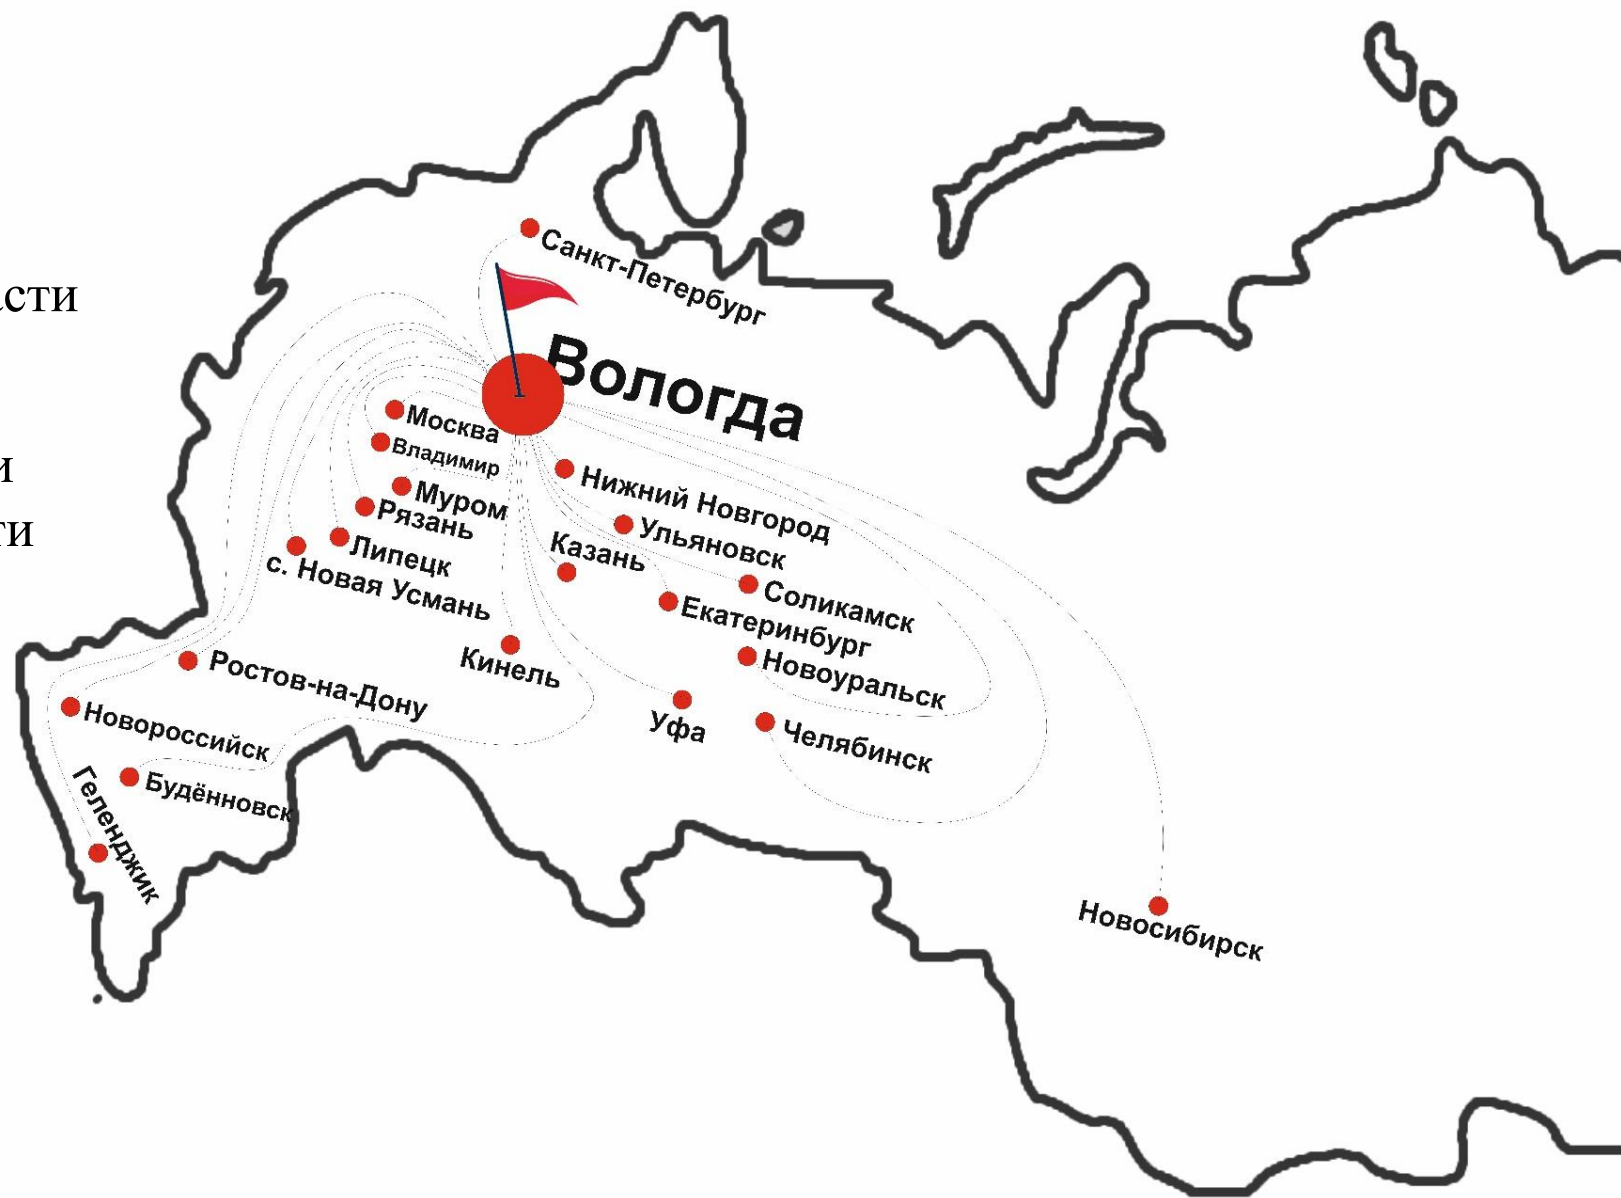 Санкт-Петербург
сти
Вологда
Москва
Владимир
и
Муром
Нижний Новгород
Рязань
ти
Ульяновск
Липецк
Казань
с. Новая Усмань
Соликамск
Екатеринбург
Кинель
Новоуральск
Ростов-на-Дону
Уфа
Челябинск
Новороссийск
Будённовск
Геленджик
Новосибирск